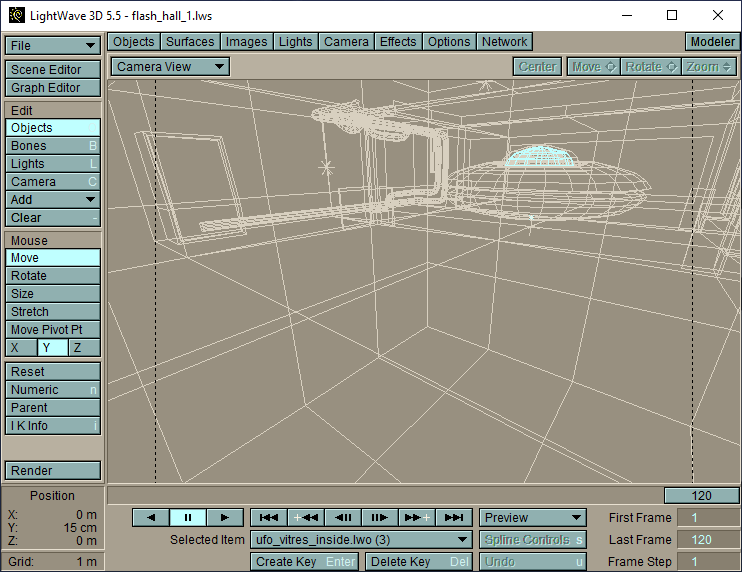 LightWave 3D 5.5 - flash_hall_1.lws
File Objects Surfaces Images Lights Camera Effects Options Network Modeler
Scene Editor Camera View Center Move Rotate Zoom
Graph Editor
Edit
Objects
Bones B
Lights L
Camera C
Add
Clear -
Mouse
Move
Rotate
Size
Stretch
Move Pivot Pt
X Y Z
Reset
Numeric n
Parent
I K Info i
Render
Position 120
X: 0 m
Y: 15 cm
Z: 0 m
Grid: 1 m
Preview First Frame 1
Selected Item ufo_vitres_inside.lwo (3) Spline Controls s Last Frame 120
Create Key Enter Delete Key Del Undo u Frame Step 1